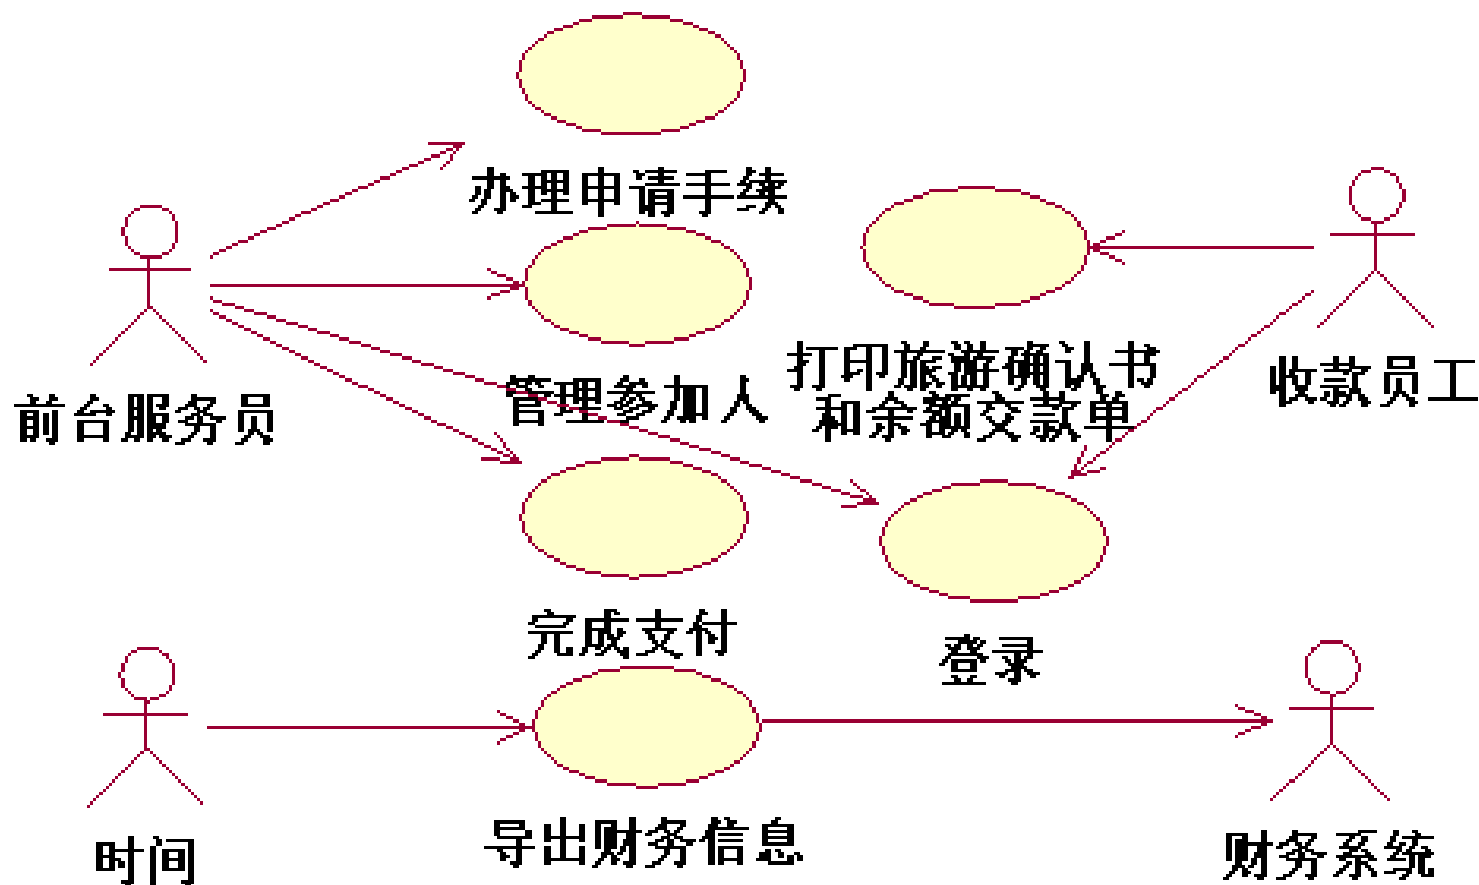 办理申请手续
前台服务员
管理参加人
打印旅游确认书
和余额交款单
收款员工
完成支付
登录
时间
导出财务信息
财务系统